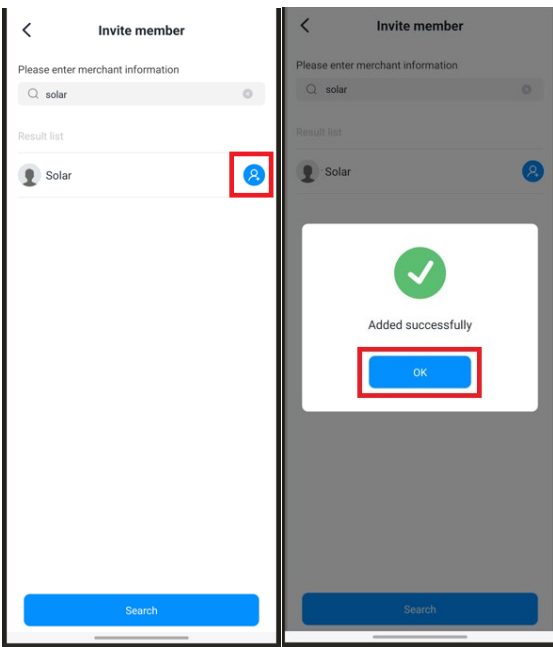 Invite member
Please enter merchant information
solar
Result list
Solar
Search
Invite member
Please enter merchant information
solar
Result list
Solar
Added successfully
OK
Search